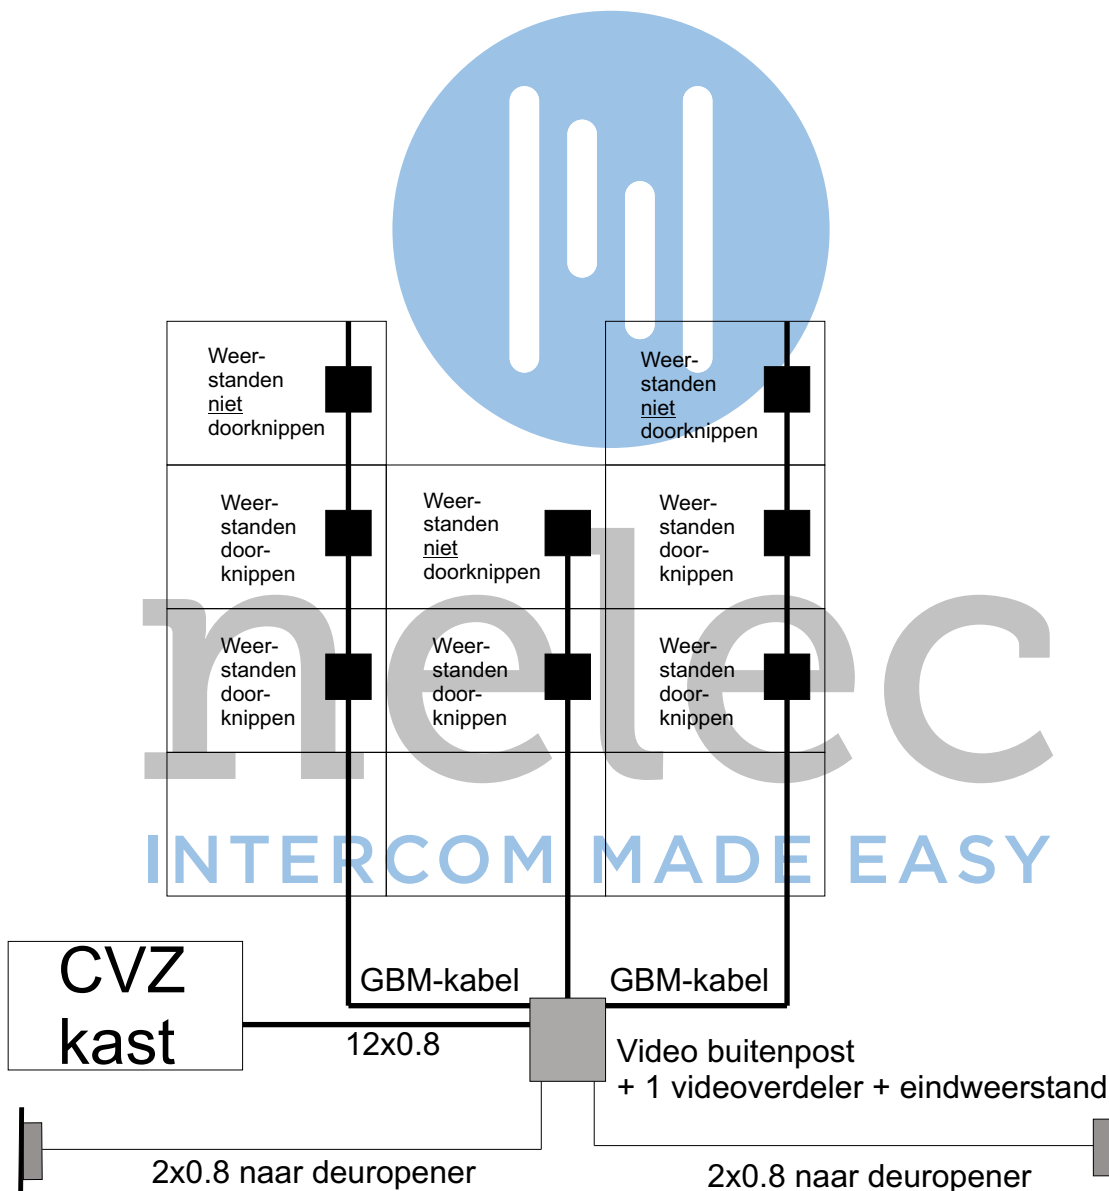 Weer-
standen
niet
doorknippen
Weer-
standen
niet
doorknippen
Weer-
standen
door-
knippen
Weer-
standen
niet
doorknippen
Weer-
standen
door-
knippen
Weer-
standen
door-
knippen
Weer-
standen
door-
knippen
Weer-
standen
door-
knippen
nelec
INTERCOM MADE EASY
CVZ
kast
GBM-kabel
GBM-kabel
12x0.8
Video buitenpost
+ 1 videoverdeler + eindweerstand
2x0.8 naar deuropener
2x0.8 naar deuropener